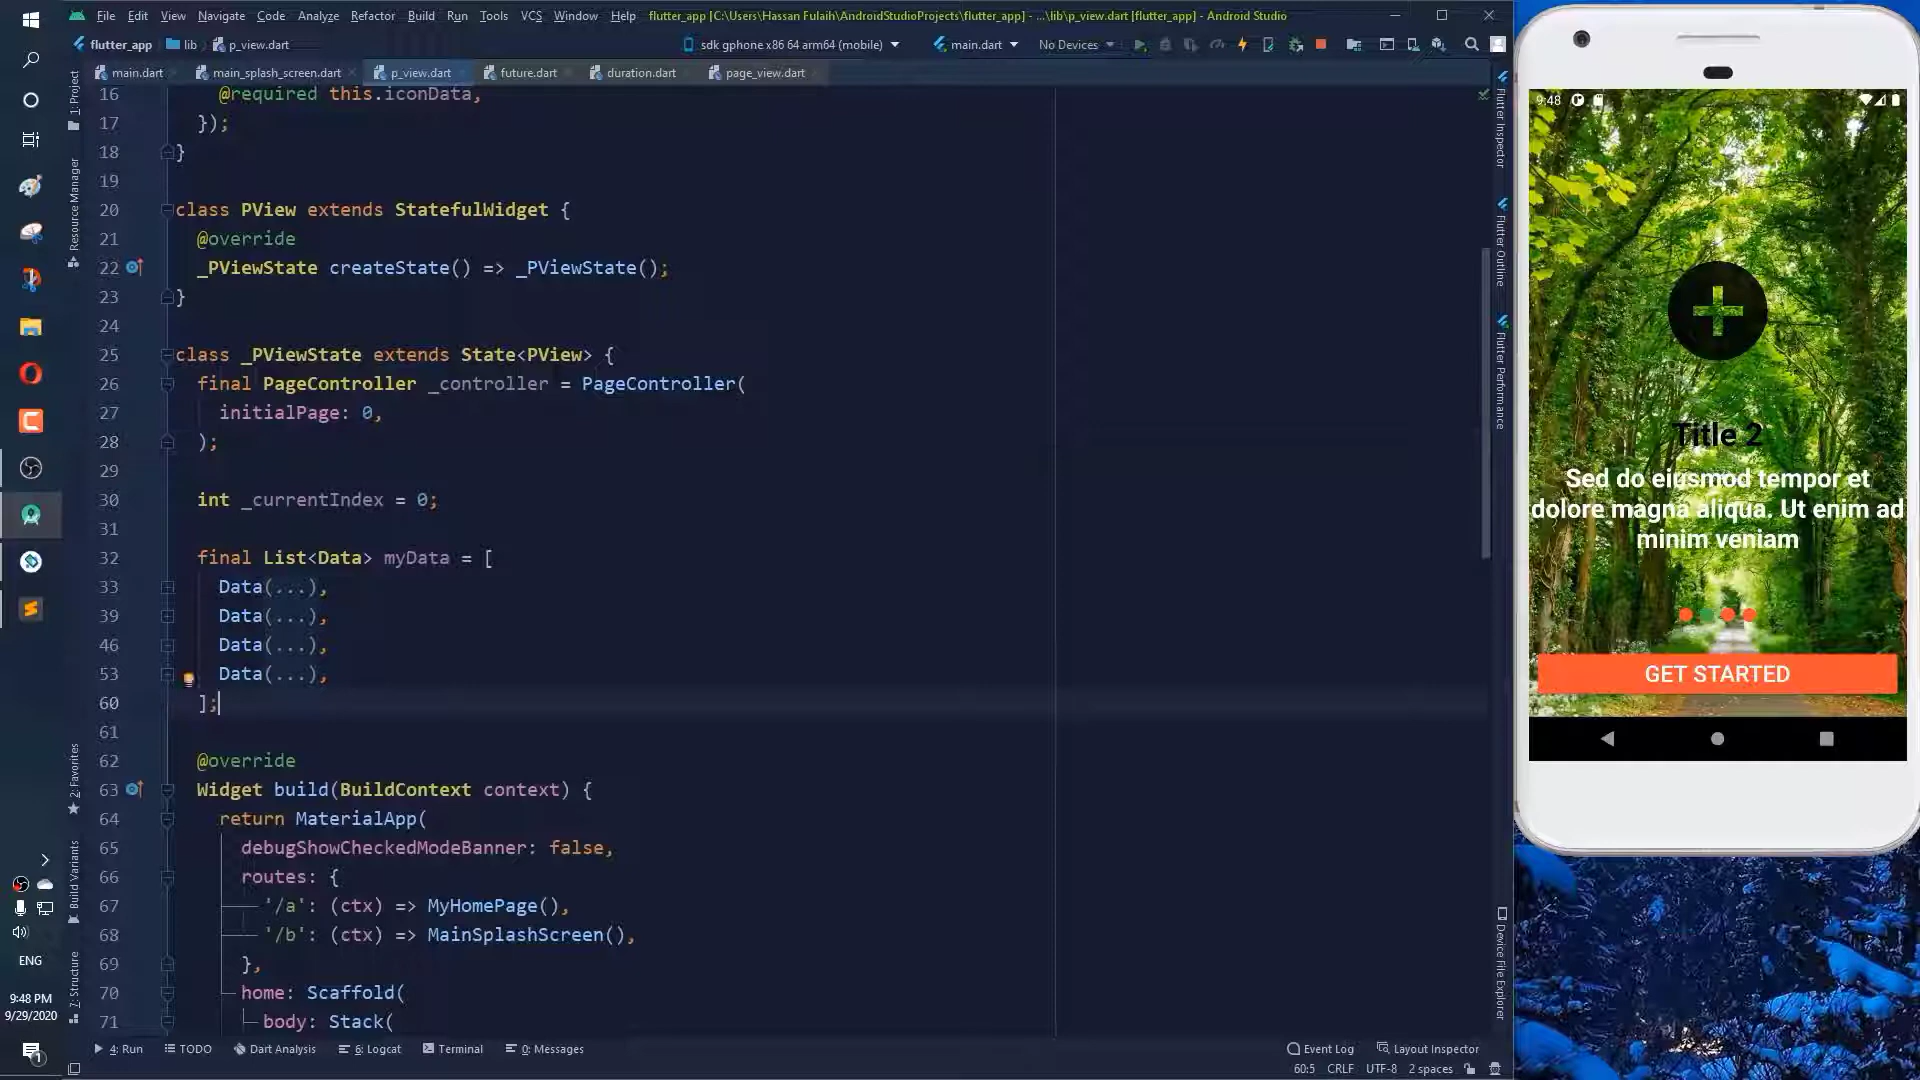 File Edit View Navigate Code Analyze Refactor Build Run Tools VCS Window Help flutter_app [C:\Users\Hassan Fulaih\AndroidStudioProjects\flutter_app] - ...\lib\p_view.dart [flutter_app] - Android Studio
flutter_app lib p_view.dart sdk gphone x86 64 arm64 (mobile) main.dart No Devices
main.dart main_splash_screen.dart p_view.dart future.dart duration.dart page_view.dart
16 @required this.iconData,
17 });
18 }
19
20 class PView extends StatefulWidget {
21 @override
22 _PViewState createState() => _PViewState();
23 }
24
25 class _PViewState extends State<PView> {
26 final PageController _controller = PageController(
27 initialPage: 0,
28 );
29
30 int _currentIndex = 0;
31
32 final List<Data> myData = [
33 Data(...),
39 Data(...),
46 Data(...),
53 Data(...),
60 ];
61
62 @override
63 Widget build(BuildContext context) {
64 return MaterialApp(
65 debugShowCheckedModeBanner: false,
66 routes: {
67 '/a': (ctx) => MyHomePage(),
68 '/b': (ctx) => MainSplashScreen(),
69 },
70 home: Scaffold(
71 body: Stack(
1: Project
Resource Manager
2: Favorites
Build Variants
7: Structure
Flutter Inspector
Flutter Outline
Flutter Performance
Device File Explorer
4: Run TODO Dart Analysis 6: Logcat Terminal 0: Messages Event Log Layout Inspector
60:5 CRLF UTF-8 2 spaces
ENG
9:48 PM
9/29/2020
1
9:48
Title 2
Sed do eiusmod tempor et
dolore magna aliqua. Ut enim ad
minim veniam
GET STARTED